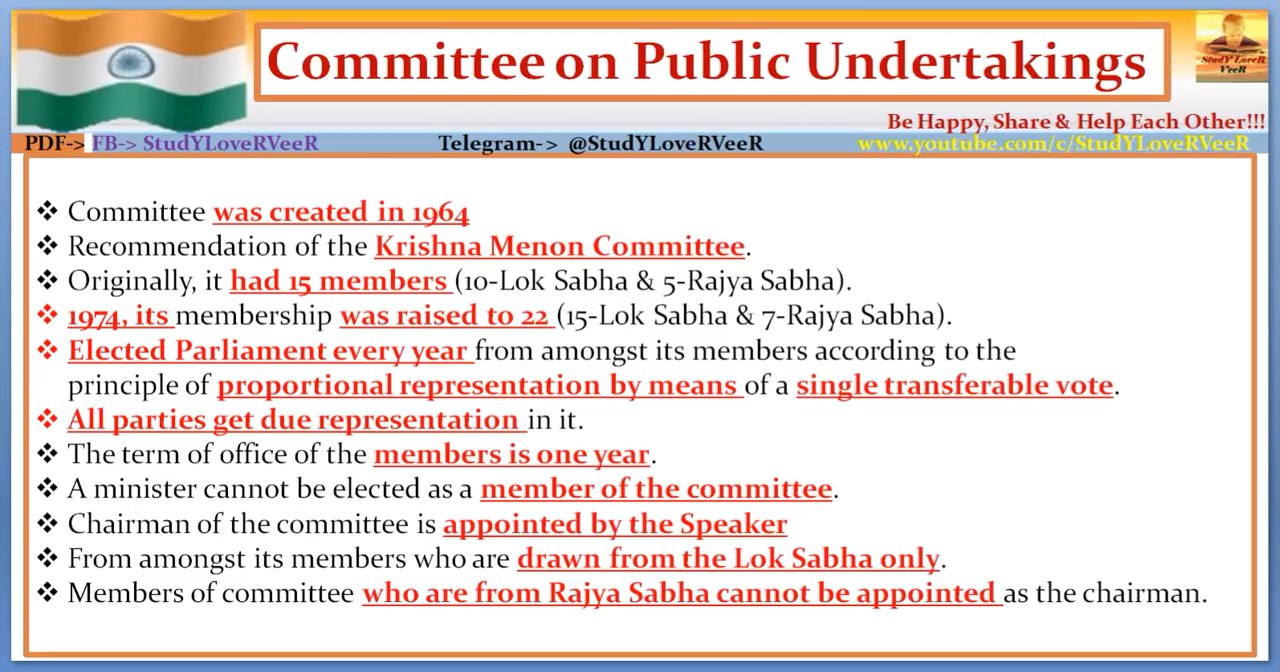 Committee on Public Undertakings
StudY LoveR
VeeR
Be Happy, Share & Help Each Other!!!
PDF-> FB-> StudYLoveRVeeR Telegram-> @StudYLoveRVeeR www.youtube.com/c/StudYLoveRVeeR
❖ Committee was created in 1964
❖ Recommendation of the Krishna Menon Committee.
❖ Originally, it had 15 members (10-Lok Sabha & 5-Rajya Sabha).
❖ 1974, its membership was raised to 22 (15-Lok Sabha & 7-Rajya Sabha).
❖ Elected Parliament every year from amongst its members according to the
principle of proportional representation by means of a single transferable vote.
❖ All parties get due representation in it.
❖ The term of office of the members is one year.
❖ A minister cannot be elected as a member of the committee.
❖ Chairman of the committee is appointed by the Speaker
❖ From amongst its members who are drawn from the Lok Sabha only.
❖ Members of committee who are from Rajya Sabha cannot be appointed as the chairman.